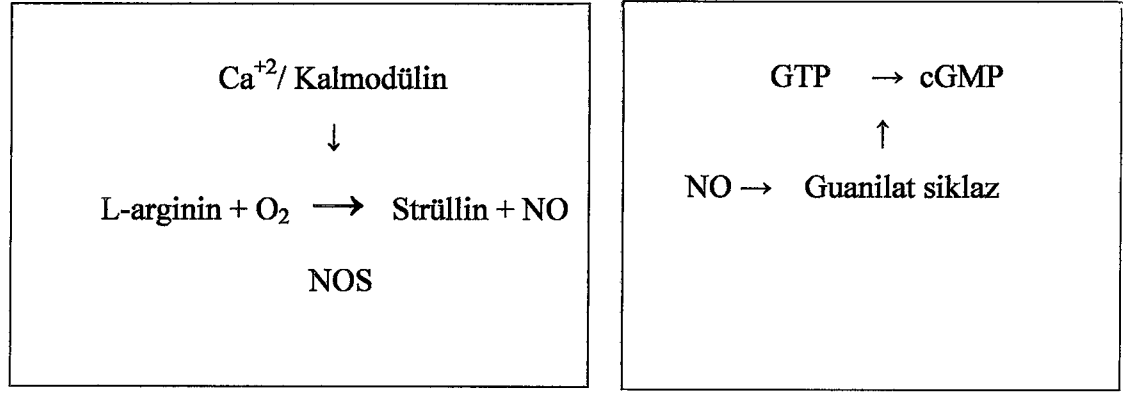 Ca⁺²/ Kalmodülin
↓
L-arginin + O₂ → Strüllin + NO
NOS
GTP → cGMP
↑
NO → Guanilat siklaz